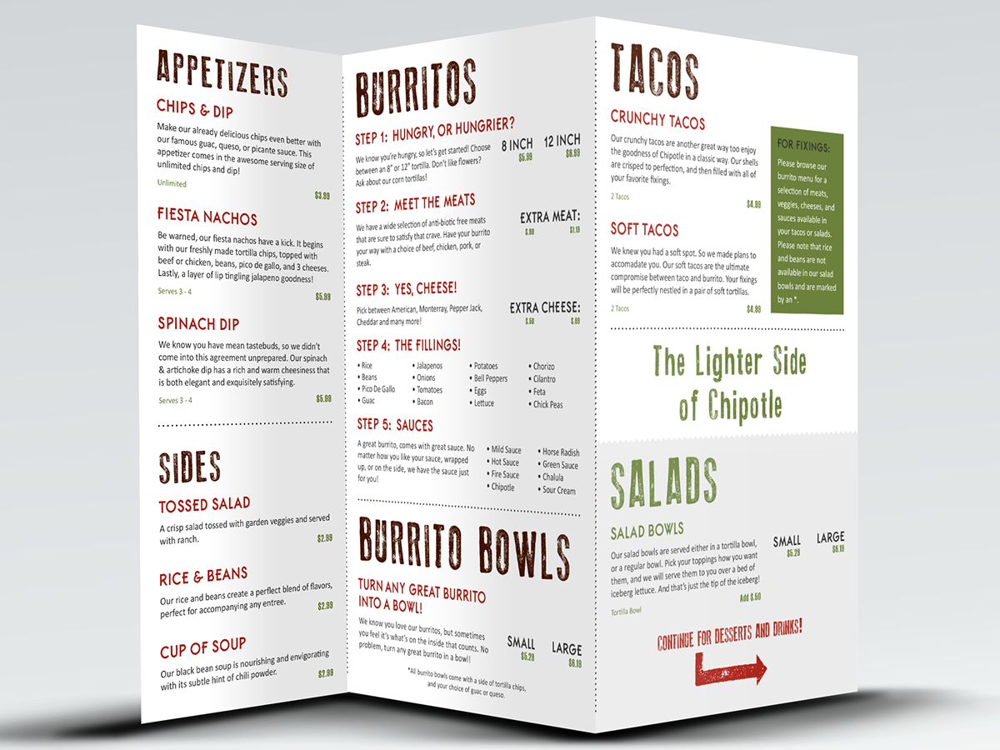 APPETIZERS
CHIPS & DIP
Make our already delicious chips even better with
our famous guac, queso, or picante sauce. This
appetizer comes in the awesome serving size of
unlimited chips and dip!
Unlimited
$3.99
FIESTA NACHOS
Be warned, our fiesta nachos have a kick. It begins
with our freshly made tortilla chips, topped with
beef or chicken, beans, pico de gallo, and 3 cheeses.
Lastly, a layer of lip tingling jalapeno goodness!
Serves 3 - 4
$5.99
SPINACH DIP
We know you have mean tastebuds, so we didn't
come into this agreement unprepared. Our spinach
& artichoke dip has a rich and warm cheesiness that
is both elegant and exquisitely satisfying.
Serves 3 - 4
$5.99
SIDES
TOSSED SALAD
A crisp salad tossed with garden veggies and served
with ranch.
$2.99
RICE & BEANS
Our rice and beans create a perflect blend of flavors,
perfect for accompanying any entree.
$2.99
CUP OF SOUP
Our black bean soup is nourishing and envigorating
with its subtle hint of chili powder.
$2.99
BURRITOS
STEP 1: HUNGRY, OR HUNGRIER?
We know you're hungry, so let's get started! Choose
between an 8" or 12" tortilla. Don't like flowers?
Ask about our corn tortillas!
8 INCH 12 INCH
$5.99 $8.99
STEP 2: MEET THE MEATS
We have a wide selection of anti-biotic free meats
that are sure to satisfy that crave. Have your burrito
your way with a choice of beef, chicken, pork, or
steak.
EXTRA MEAT:
$.99 $1.19
STEP 3: YES, CHEESE!
Pick between American, Monterray, Pepper Jack,
Cheddar and many more!
EXTRA CHEESE:
$.50 $.69
STEP 4: THE FILLINGS!
• Rice • Jalapenos • Potatoes • Chorizo
• Beans • Onions • Bell Peppers • Cilantro
• Pico De Gallo • Tomatoes • Eggs • Feta
• Guac • Bacon • Lettuce • Chick Peas
STEP 5: SAUCES
A great burrito, comes with great sauce. No
matter how you like your sauce, wrapped
up, or on the side, we have the sauce just
for you!
• Mild Sauce • Horse Radish
• Hot Sauce • Green Sauce
• Fire Sauce • Chalula
• Chipotle • Sour Cream
BURRITO BOWLS
TURN ANY GREAT BURRITO
INTO A BOWL!
We know you love our burritos, but sometimes
you feel it's what's on the inside that counts. No
problem, turn any great burrito in a bowl!
SMALL LARGE
$5.29 $6.19
*All burrito bowls come with a side of tortilla chips,
and your choice of guac or queso.
TACOS
CRUNCHY TACOS
Our crunchy tacos are another great way too enjoy
the goodness of Chipotle in a classic way. Our shells
are crisped to perfection, and then filled with all of
your favorite fixings.
2 Tacos
$4.99
SOFT TACOS
We knew you had a soft spot. So we made plans to
accomadate you. Our soft tacos are the ultimate
compromise between taco and burrito. Your fixings
will be perfectly nestled in a pair of soft tortillas.
2 Tacos
$4.99
FOR FIXINGS:
Please browse our
burrito menu for a
selection of meats,
veggies, cheeses, and
sauces available in
your tacos or salads.
Please note that rice
and beans are not
available in our salad
bowls and are marked
by an *.
The Lighter Side
of Chipotle
SALADS
SALAD BOWLS
Our salad bowls are served either in a tortilla bowl,
or a regular bowl. Pick your toppings how you want
them, and we will serve them to you over a bed of
iceberg lettuce. And that's just the tip of the iceberg!
SMALL LARGE
$5.29 $6.19
Tortilla Bowl
Add $.50
CONTINUE FOR DESSERTS AND DRINKS!